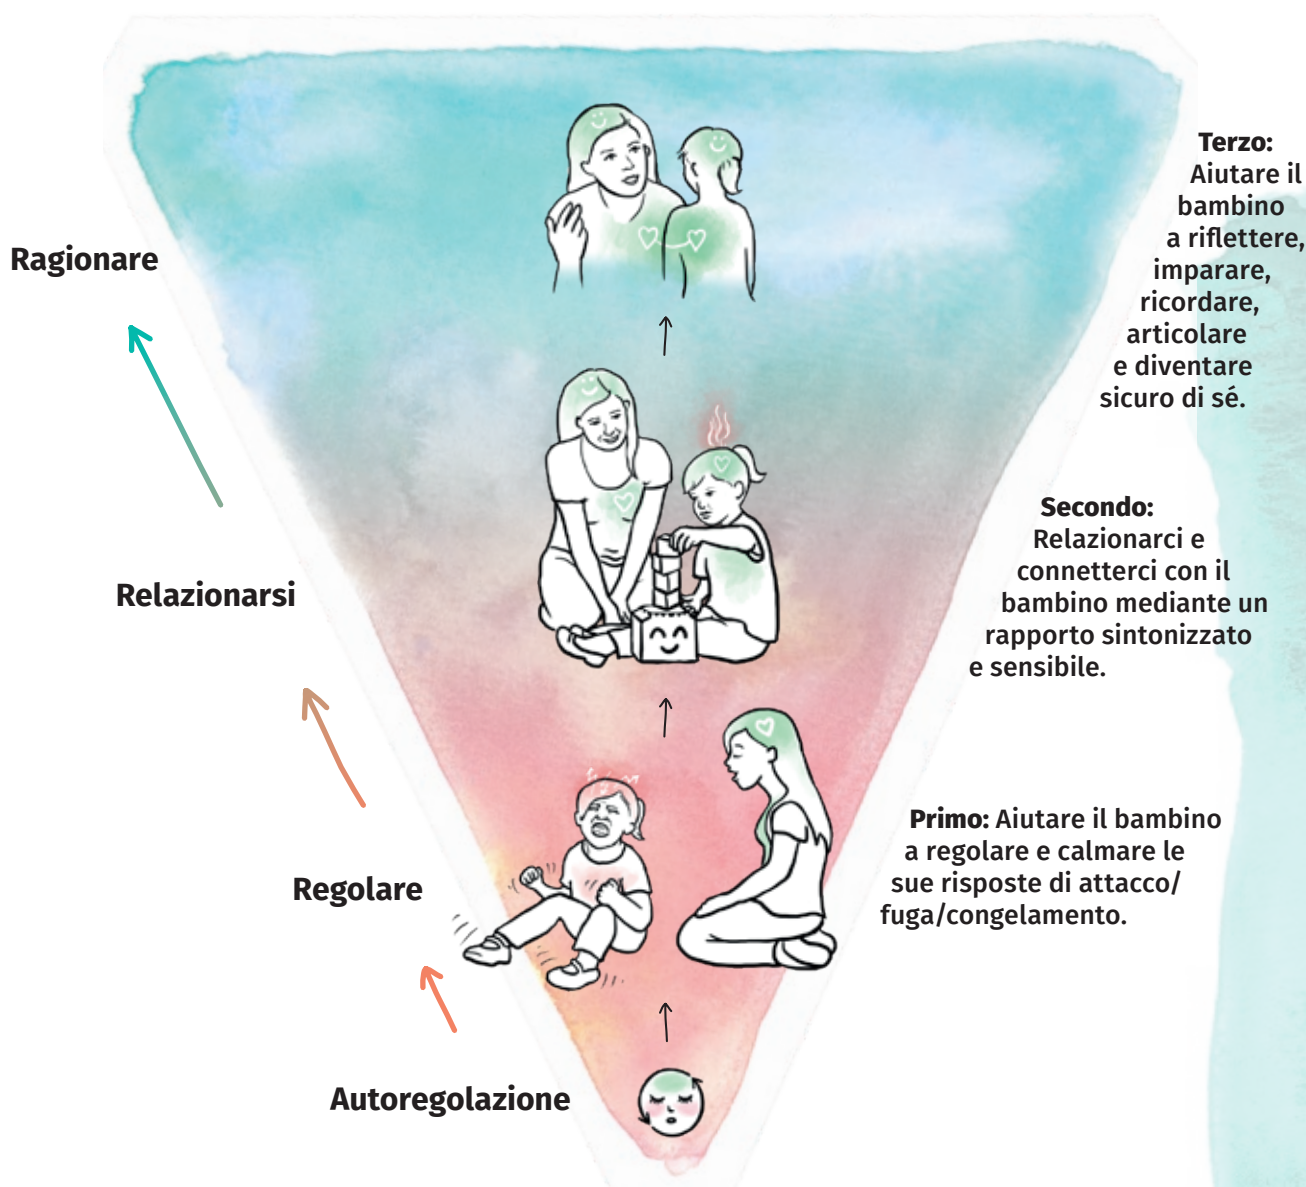 Terzo:
Aiutare il
bambino
a riflettere,
imparare,
ricordare,
articolare
e diventare
sicuro di sé.
Ragionare
Secondo:
Relazionarci e
connetterci con il
bambino mediante un
rapporto sintonizzato
e sensibile.
Relazionarsi
Primo: Aiutare il bambino
a regolare e calmare le
sue risposte di attacco/
fuga/congelamento.
Regolare
Autoregolazione